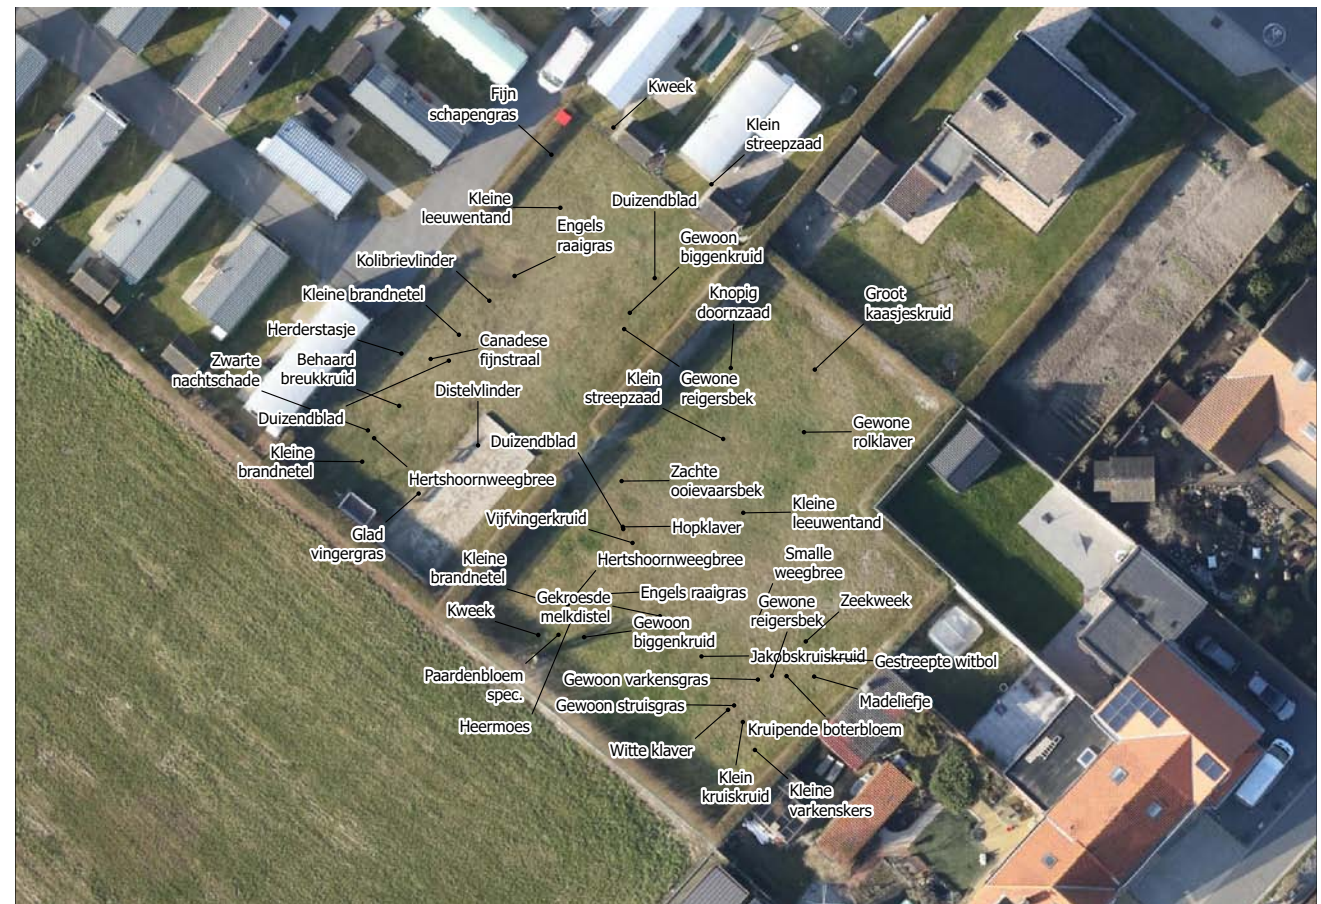 Kweek
Fijn
schapengras
Klein
streepzaad
Kleine
leeuwentand
Duizendblad
Engels
raaigras
Gewoon
biggenkruid
Kolibrievlinder
Kleine brandnetel
Knopig
doornzaad
Groot
kaasjeskruid
Herderstasje
Canadese
fijnstraal
Zwarte
nachtschade
Behaard
breukkruid
Klein
streepzaad
Gewone
reigersbek
Distelvlinder
Duizendblad
Gewone
rolklaver
Duizendblad
Kleine
brandnetel
Hertshoornweegbree
Zachte
ooievaarsbek
Kleine
leeuwentand
Vijfvingerkruid
Hopklaver
Glad
vingergras
Hertshoornweegbree
Smalle
weegbree
Kleine
brandnetel
Gekroesde
melkdistel
Engels raaigras
Gewone
reigersbek
Zeekweek
Kweek
Gewoon
biggenkruid
Jakobskruiskruid
Gestreepte witbol
Paardenbloem
spec.
Gewoon varkensgras
Madeliefje
Gewoon struisgras
Heermoes
Kruipende boterbloem
Witte klaver
Klein
kruiskruid
Kleine
varkenskers